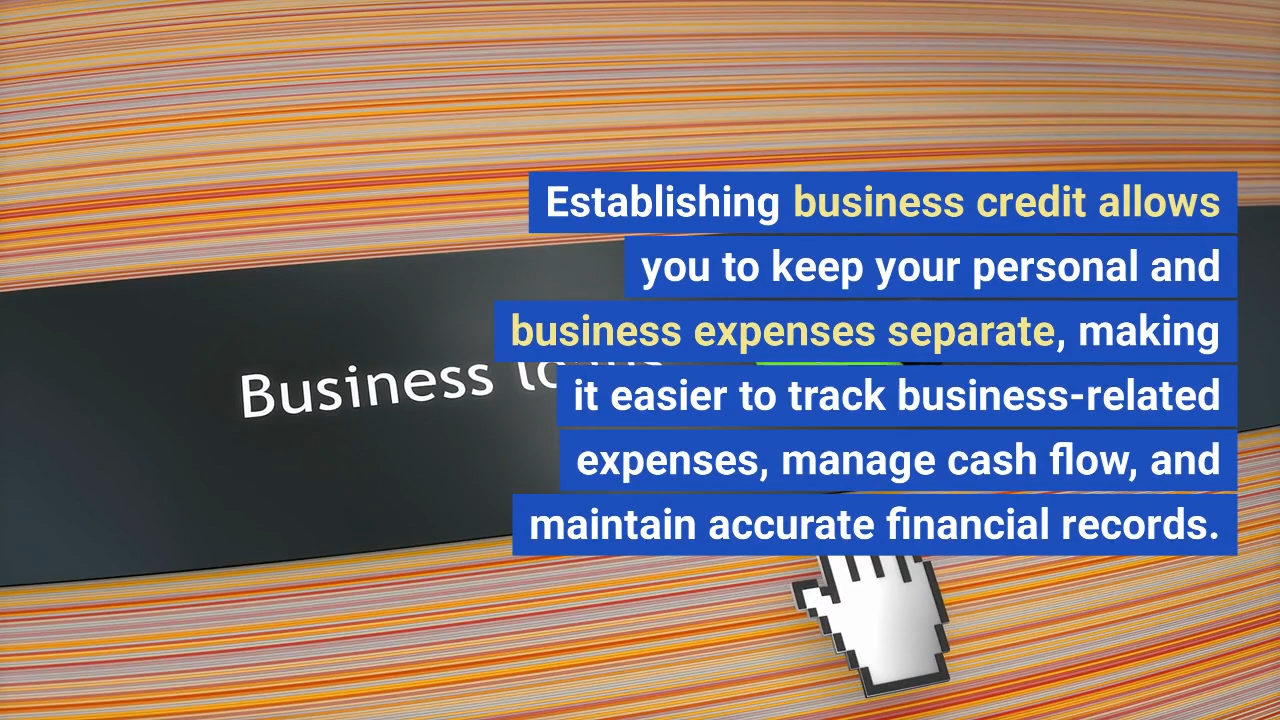 Establishing business credit allows
you to keep your personal and
business expenses separate, making
it easier to track business-related
expenses, manage cash flow, and
maintain accurate financial records.
Business